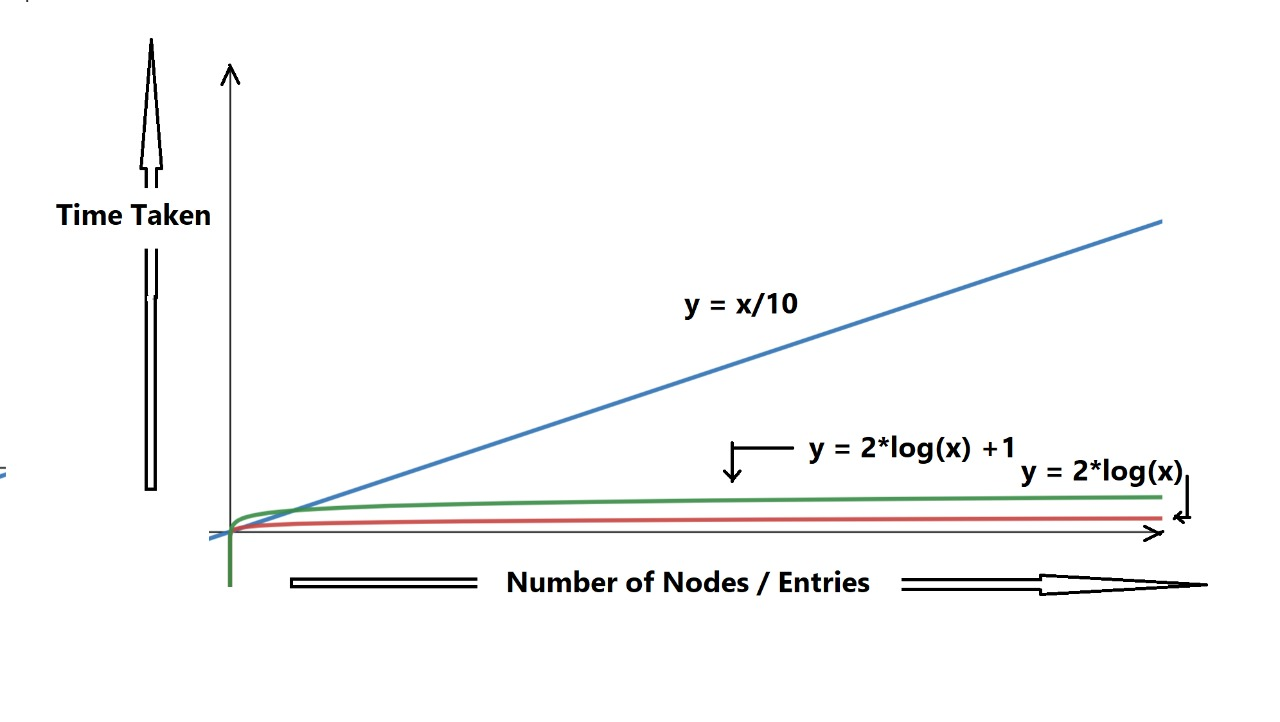 Time Taken
y = x/10
y = 2*log(x) +1
y = 2*log(x)
Number of Nodes / Entries